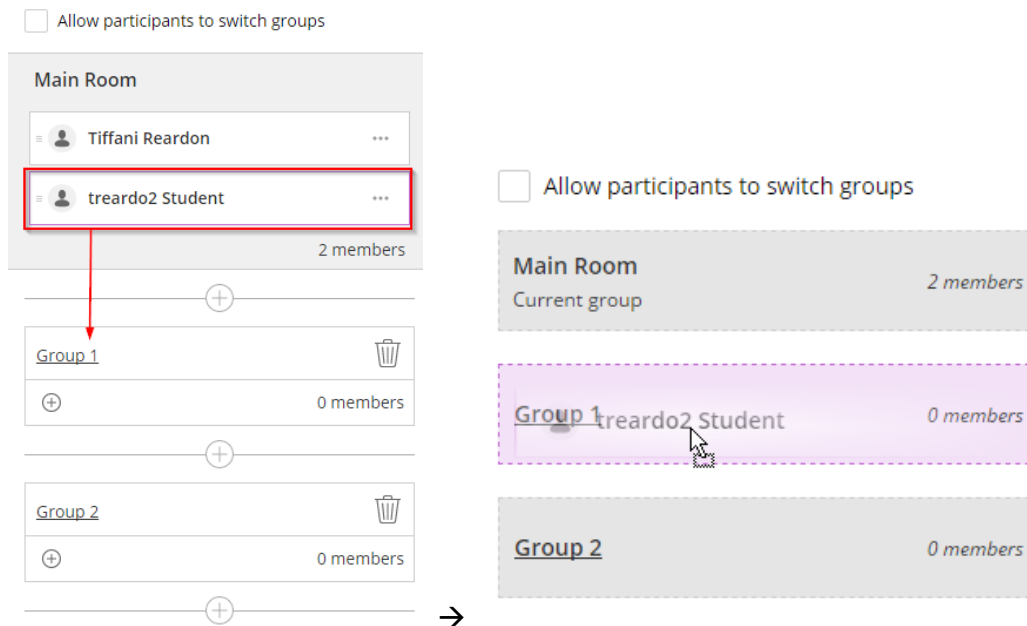 Allow participants to switch groups
Main Room
Tiffani Reardon
treardo2 Student
2 members
Group 1
0 members
Group 2
0 members
→
Allow participants to switch groups
Main Room
Current group
2 members
Group 1
treardo2 Student
0 members
Group 2
0 members